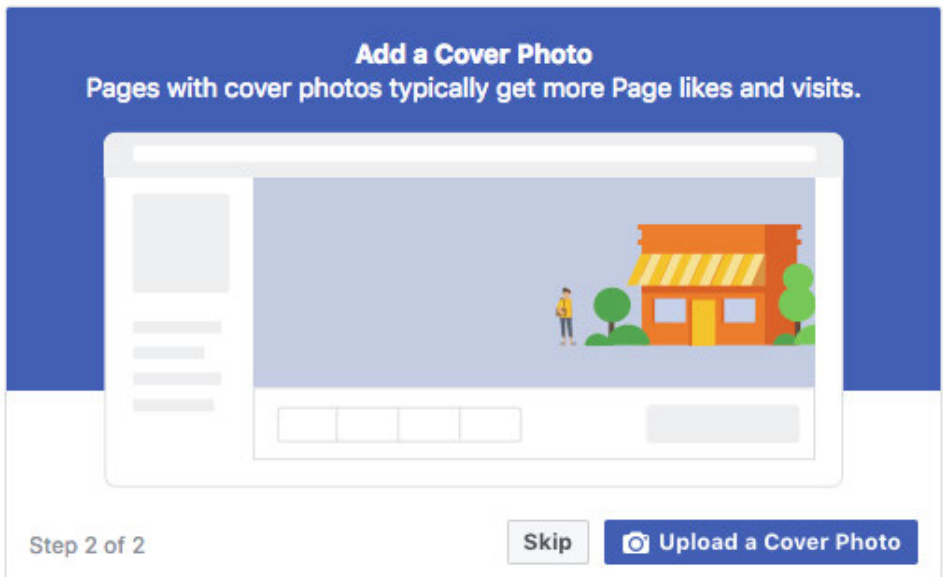 Add a Cover Photo
Pages with cover photos typically get more Page likes and visits.
Step 2 of 2
Skip
Upload a Cover Photo